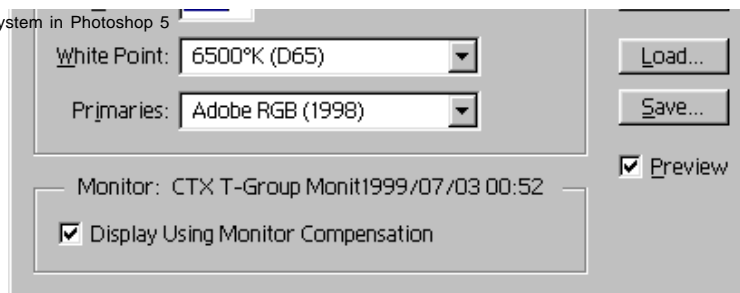 ystem in Photoshop 5
White Point: 6500°K (D65)
Load...
Primaries: Adobe RGB (1998)
Save...
Preview
Monitor: CTX T-Group Monit1999/07/03 00:52
Display Using Monitor Compensation